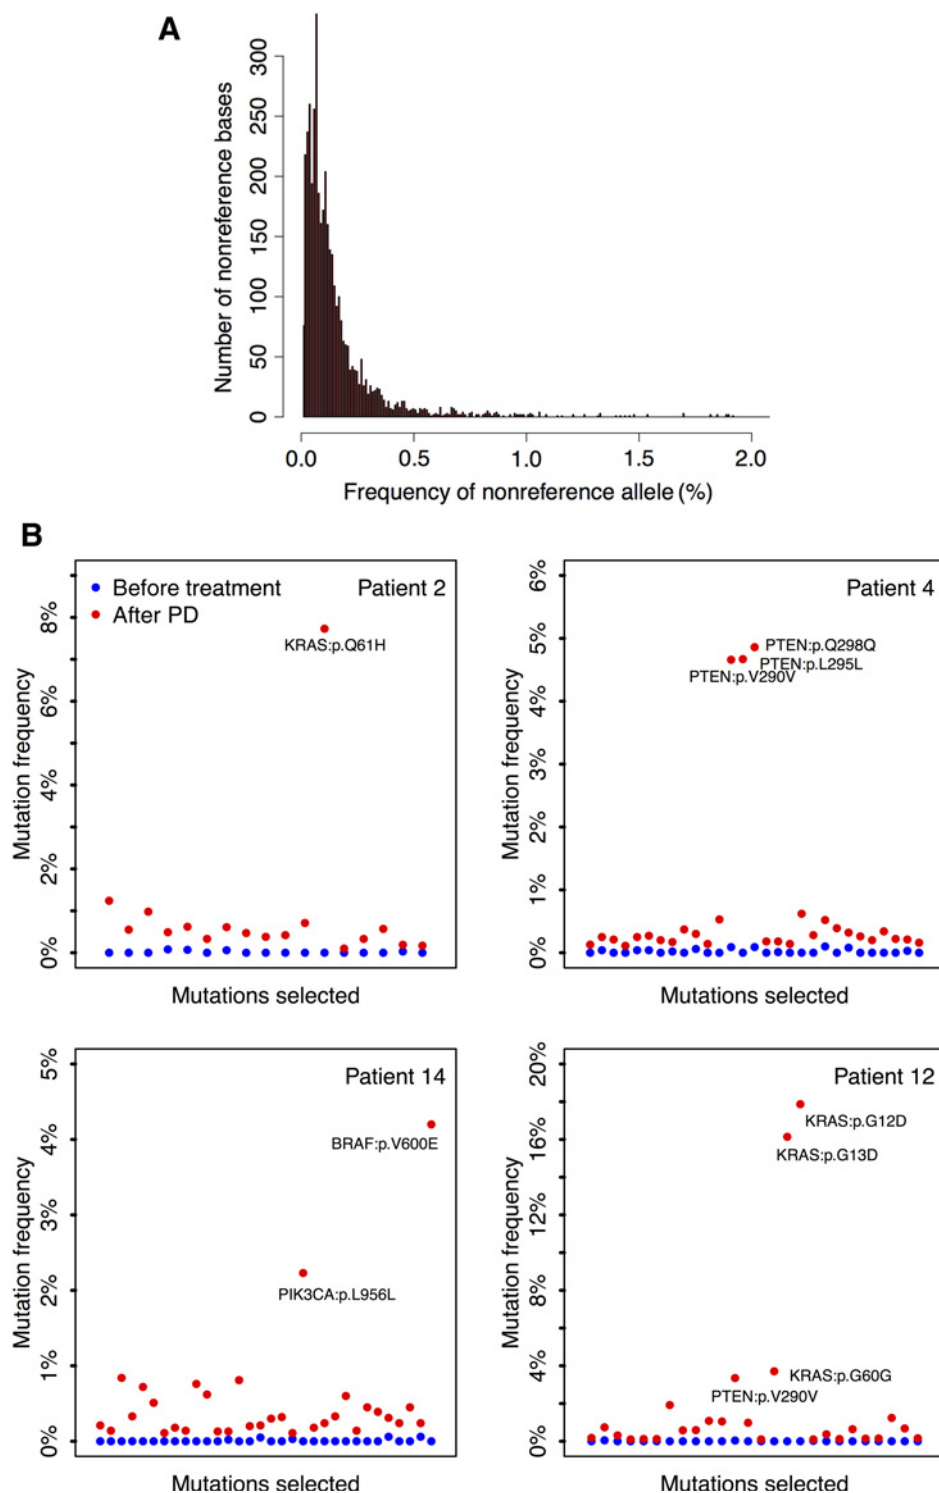 A
Number of nonreference bases
300
250
200
150
100
50
0
0.0 0.5 1.0 1.5 2.0
Frequency of nonreference allele (%)
B
Before treatment
After PD
Patient 2
KRAS:p.Q61H
Mutation frequency
8%
6%
4%
2%
0%
Mutations selected
Patient 4
PTEN:p.Q298Q
PTEN:p.L295L
PTEN:p.V290V
Mutation frequency
6%
5%
4%
3%
2%
1%
0%
Mutations selected
Patient 14
BRAF:p.V600E
PIK3CA:p.L956L
Mutation frequency
5%
4%
3%
2%
1%
0%
Mutations selected
Patient 12
KRAS:p.G12D
KRAS:p.G13D
KRAS:p.G60G
PTEN:p.V290V
Mutation frequency
20%
16%
12%
8%
4%
0%
Mutations selected